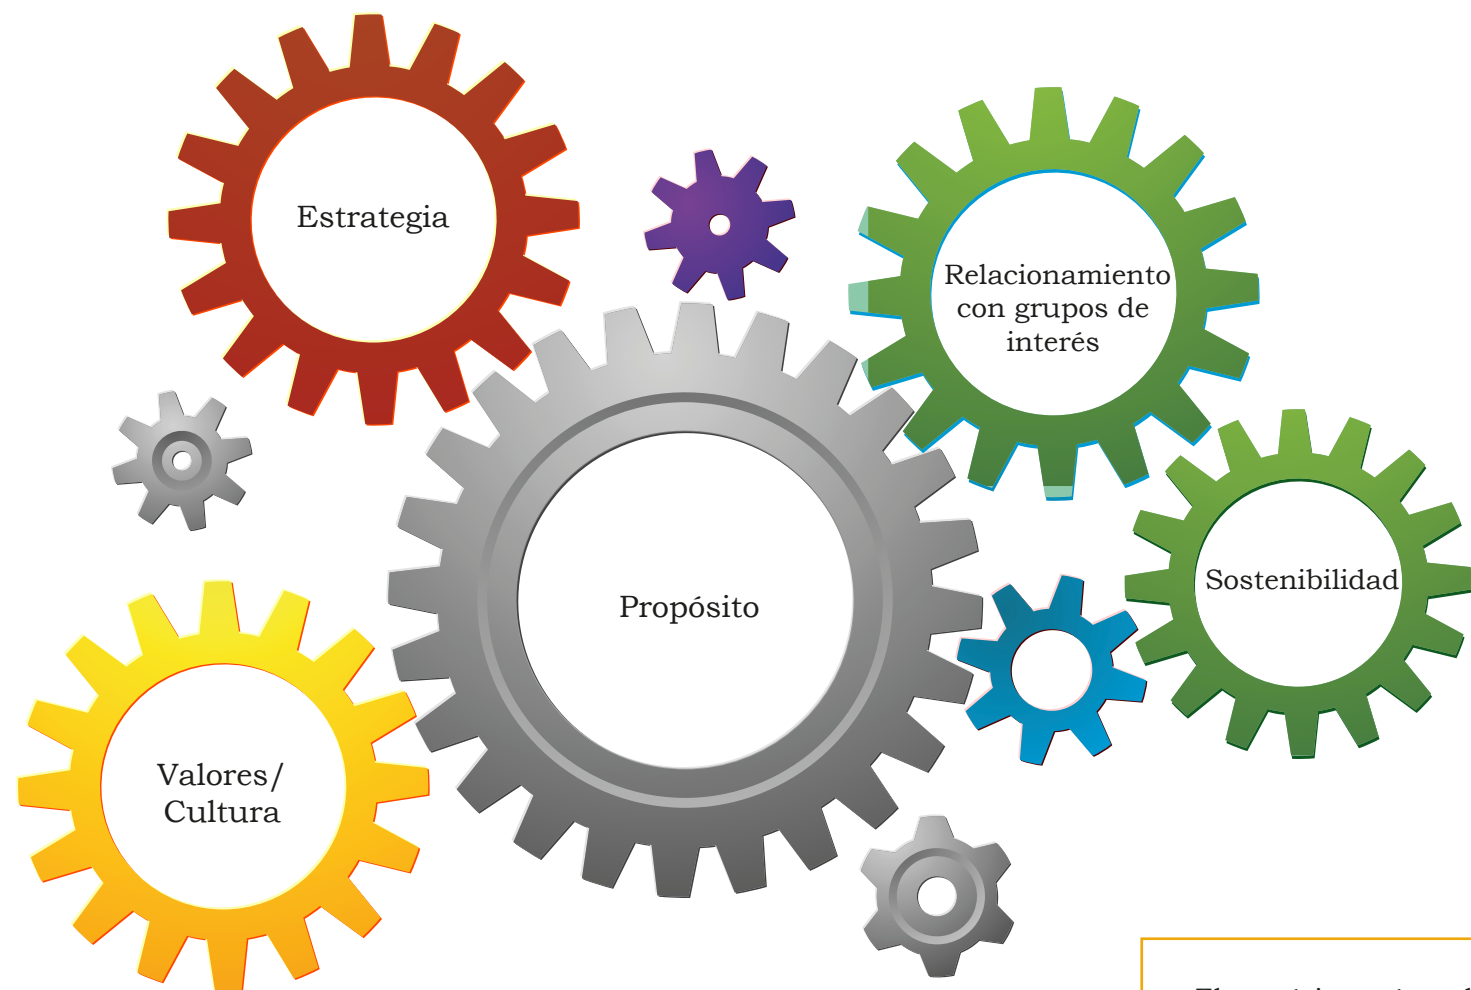 Estrategia
Relacionamiento
con grupos de
interés
Sostenibilidad
Propósito
Valores/
Cultura